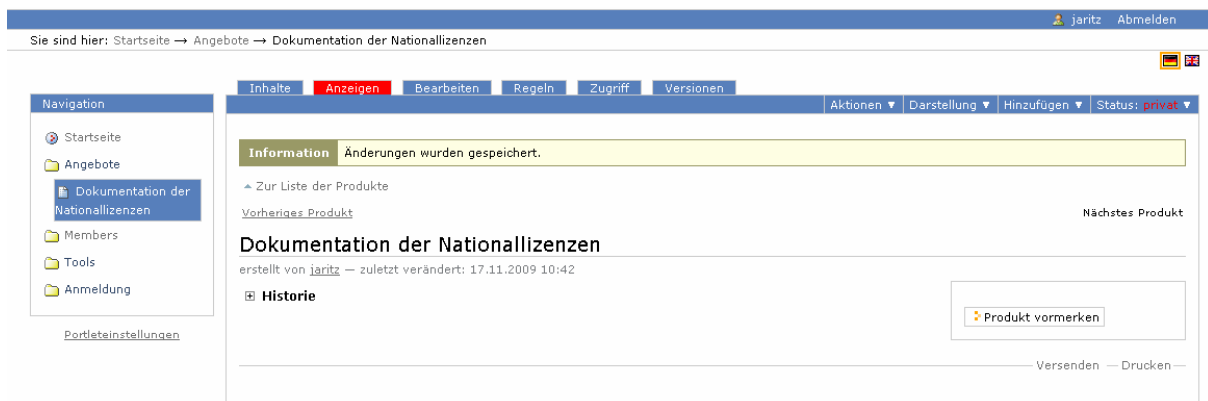 jaritz Abmelden
Sie sind hier: Startseite → Angebote → Dokumentation der Nationallizenzen
Inhalte Anzeigen Bearbeiten Regeln Zugriff Versionen
Navigation
Aktionen ▼ Darstellung ▼ Hinzufügen ▼ Status: privat ▼
Startseite
Angebote
Dokumentation der
Nationallizenzen
Members
Tools
Anmeldung
Portleteinstellungen
Information Änderungen wurden gespeichert.
Zur Liste der Produkte
Vorheriges Produkt Nächstes Produkt
Dokumentation der Nationallizenzen
erstellt von jaritz — zuletzt verändert: 17.11.2009 10:42
Historie
Produkt vormerken
Versenden — Drucken —